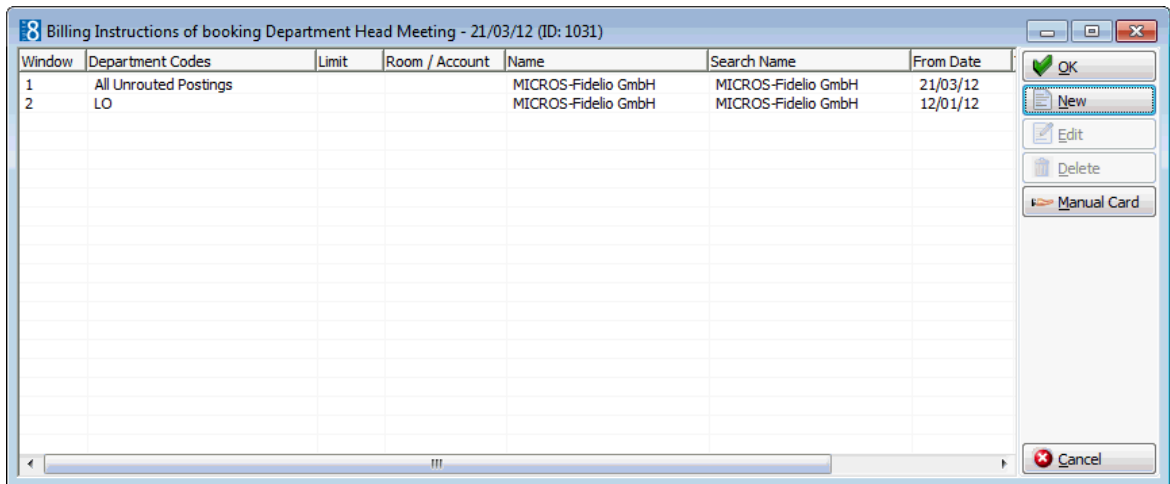 8 Billing Instructions of booking Department Head Meeting - 21/03/12 (ID: 1031)
Window Department Codes Limit Room / Account Name Search Name From Date
1 All Unrouted Postings MICROS-Fidelio GmbH MICROS-Fidelio GmbH 21/03/12
2 LO MICROS-Fidelio GmbH MICROS-Fidelio GmbH 12/01/12
OK
New
Edit
Delete
Manual Card
Cancel